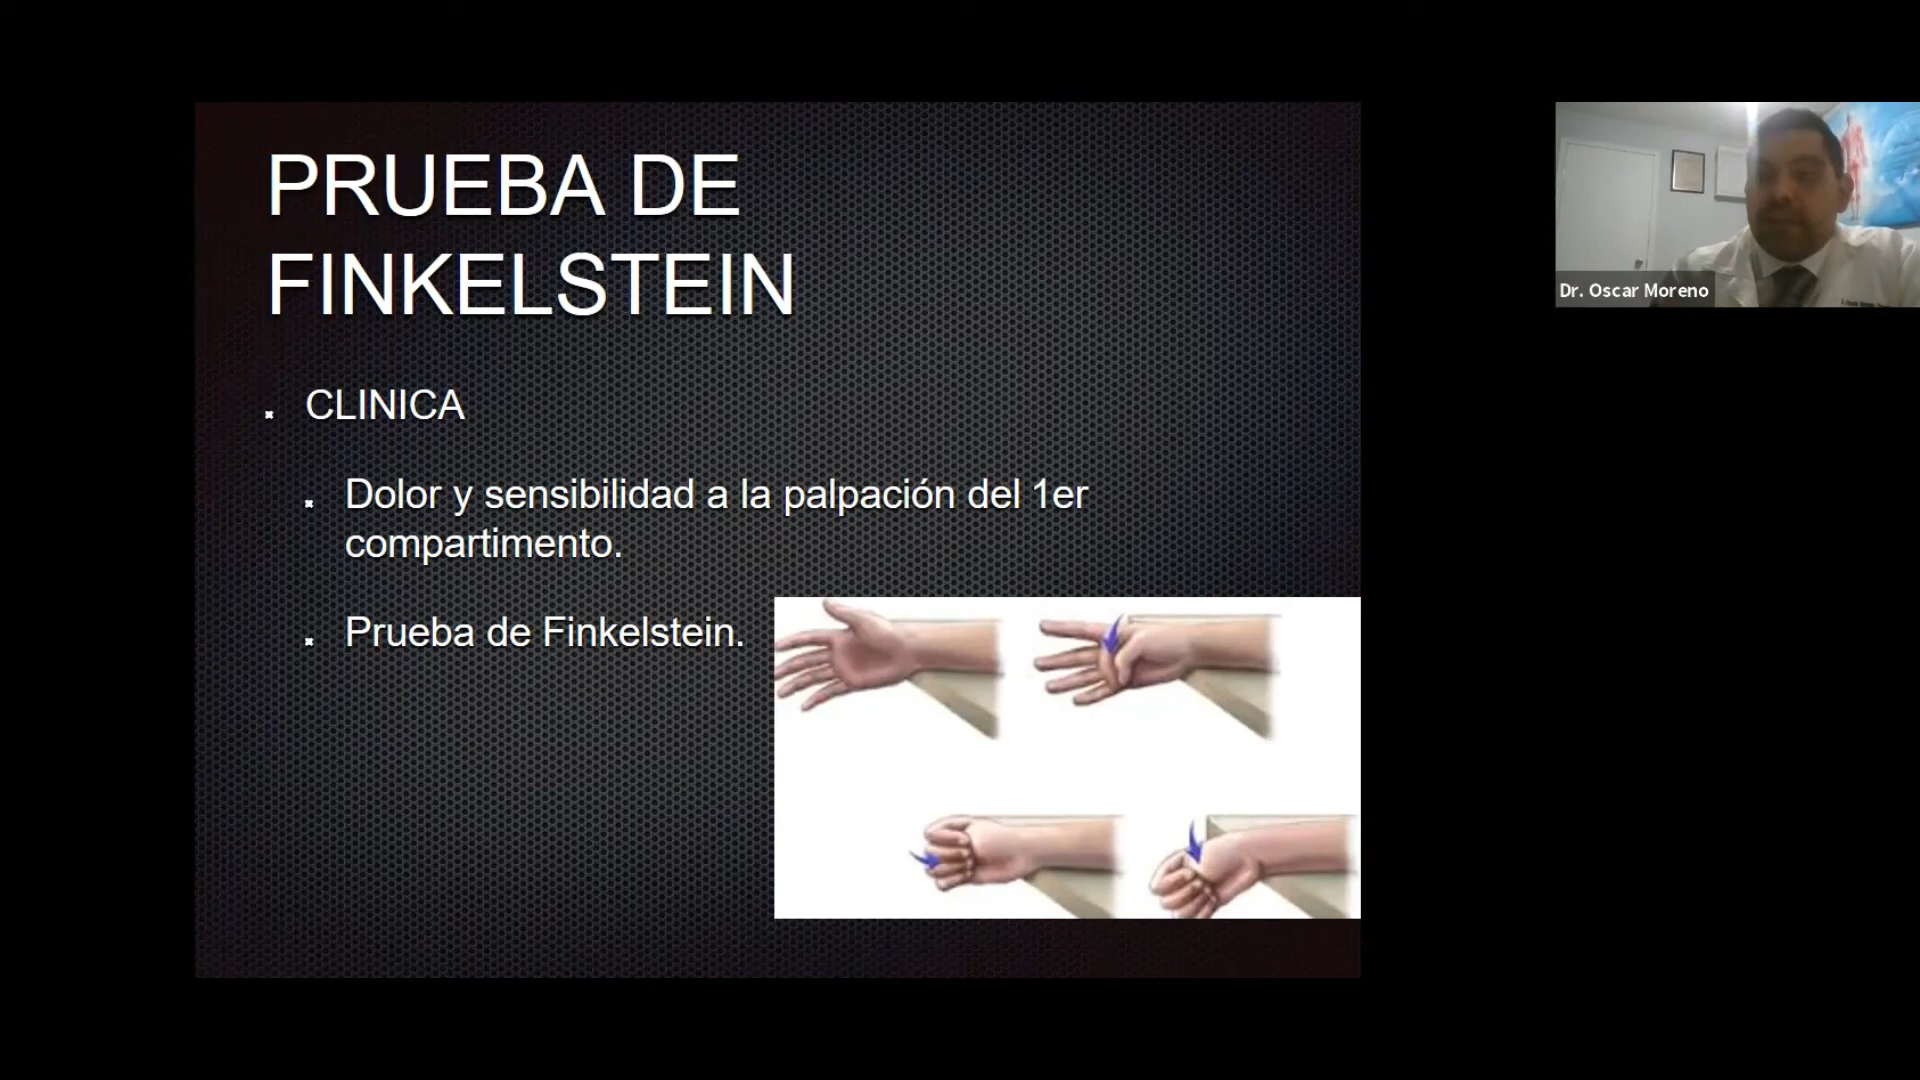 PRUEBA DE
FINKELSTEIN
CLINICA
Dolor y sensibilidad a la palpación del 1er
compartimento.
Prueba de Finkelstein.
Dr. Oscar Moreno